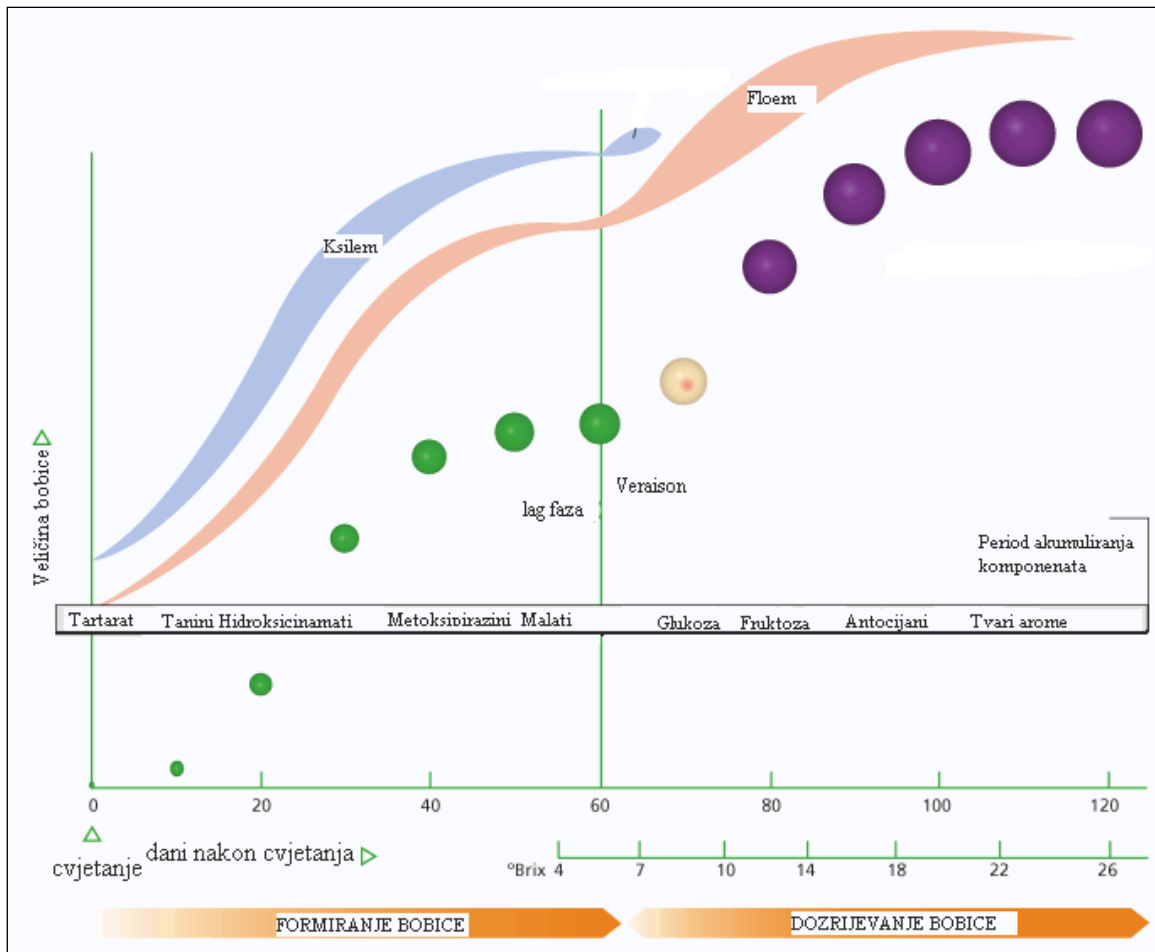 Floem
Ksilem
Veličina bobice
Veraison
lag faza
Period akumuliranja
komponenata
Tartarat Tanini Hidroksicinamati Metoksipirazini Malati Glukoza Fruktoza Antocijani Tvari arome
0 20 40 60 80 100 120
cvjetanje dani nakon cvjetanja
ºBrix 4 7 10 14 18 22 26
FORMIRANJE BOBICE DOZRIJEVANJE BOBICE